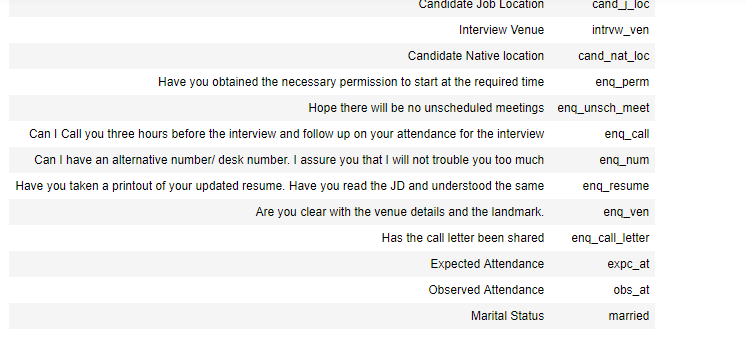 Candidate Job Location cand_j_loc
Interview Venue intrvw_ven
Candidate Native location cand_nat_loc
Have you obtained the necessary permission to start at the required time enq_perm
Hope there will be no unscheduled meetings enq_unsch_meet
Can I Call you three hours before the interview and follow up on your attendance for the interview enq_call
Can I have an alternative number/ desk number. I assure you that I will not trouble you too much enq_num
Have you taken a printout of your updated resume. Have you read the JD and understood the same enq_resume
Are you clear with the venue details and the landmark. enq_ven
Has the call letter been shared enq_call_letter
Expected Attendance expc_at
Observed Attendance obs_at
Marital Status married